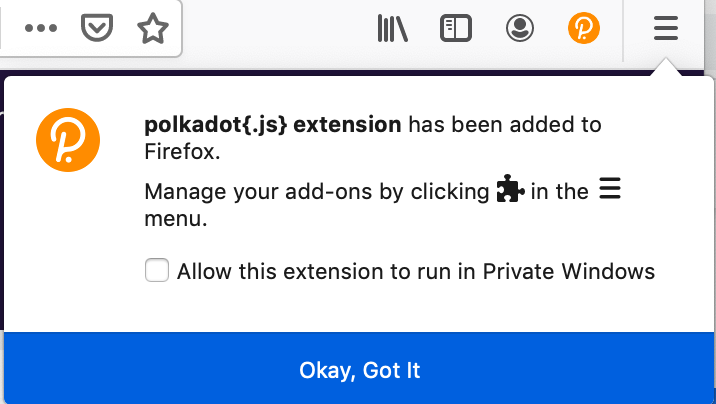 polkadot{.js} extension has been added to
Firefox.
Manage your add-ons by clicking in the
menu.
Allow this extension to run in Private Windows
Okay, Got It